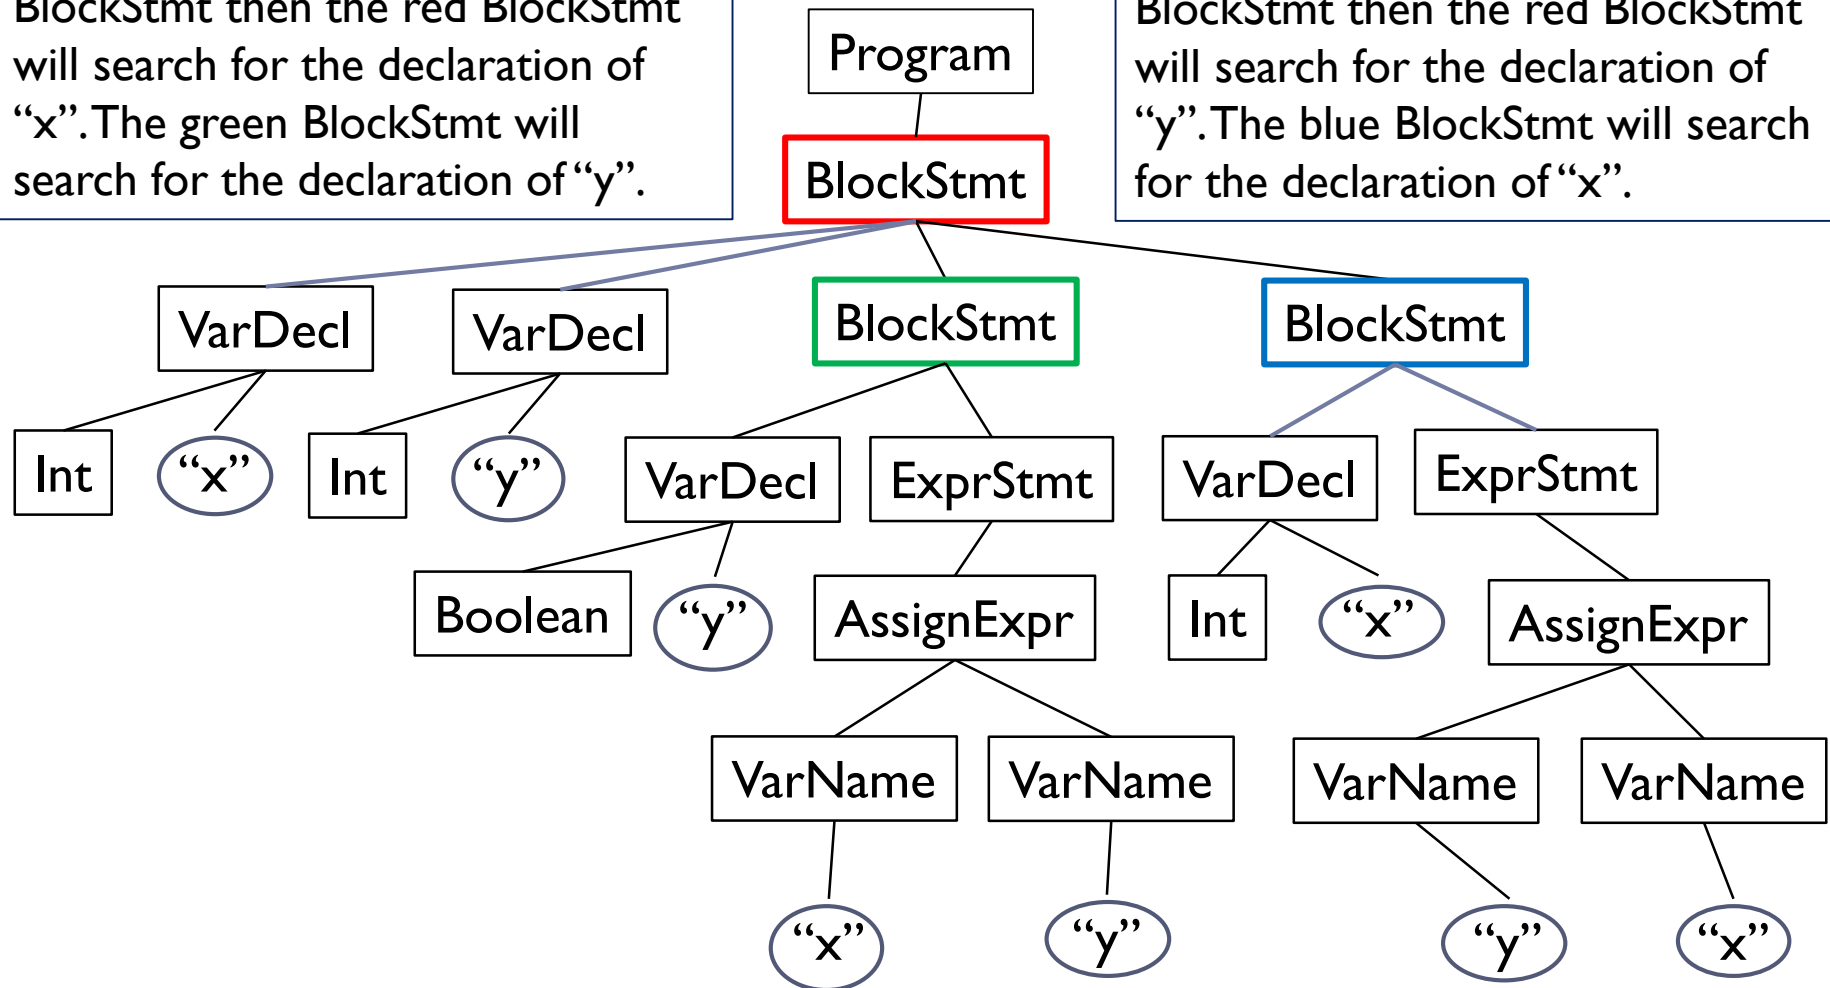 BlockStmt then the red BlockStmt
will search for the declaration of
“x”. The green BlockStmt will
search for the declaration of “y”.
BlockStmt then the red BlockStmt
will search for the declaration of
“y”. The blue BlockStmt will search
for the declaration of “x”.
Program
BlockStmt
VarDecl
VarDecl
BlockStmt
BlockStmt
Int
“x”
Int
“y”
VarDecl
ExprStmt
VarDecl
ExprStmt
Boolean
“y”
AssignExpr
Int
“x”
AssignExpr
VarName
VarName
VarName
VarName
“x”
“y”
“y”
“x”